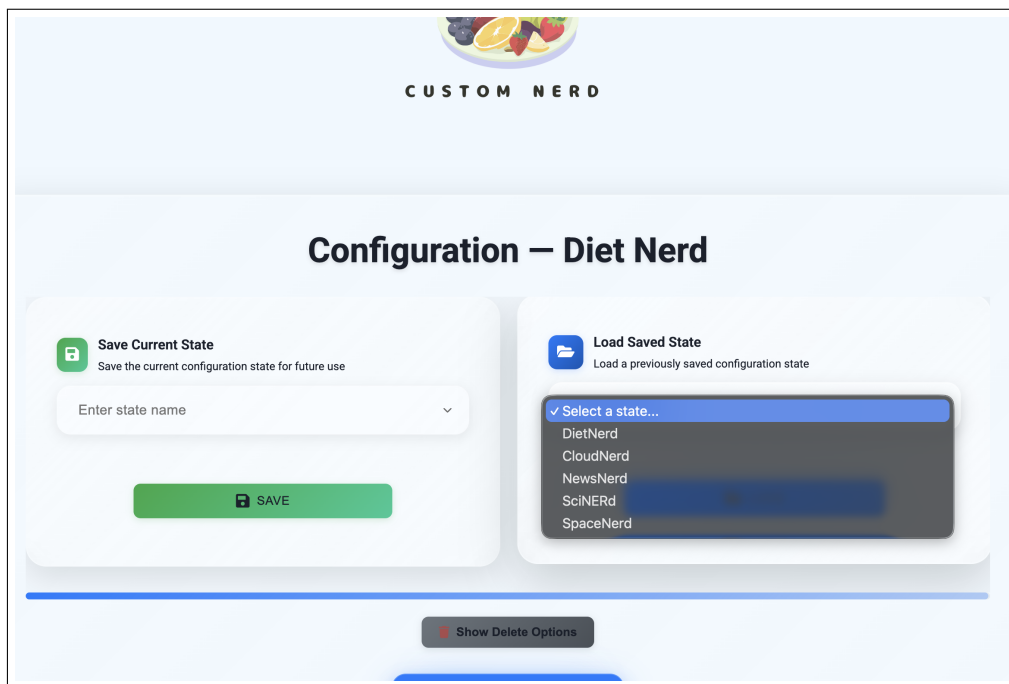 CUSTOM NERD
Configuration — Diet Nerd
Save Current State
Save the current configuration state for future use
Enter state name
SAVE
Load Saved State
Load a previously saved configuration state
✓ Select a state...
DietNerd
CloudNerd
NewsNerd
SciNERd
SpaceNerd
Show Delete Options